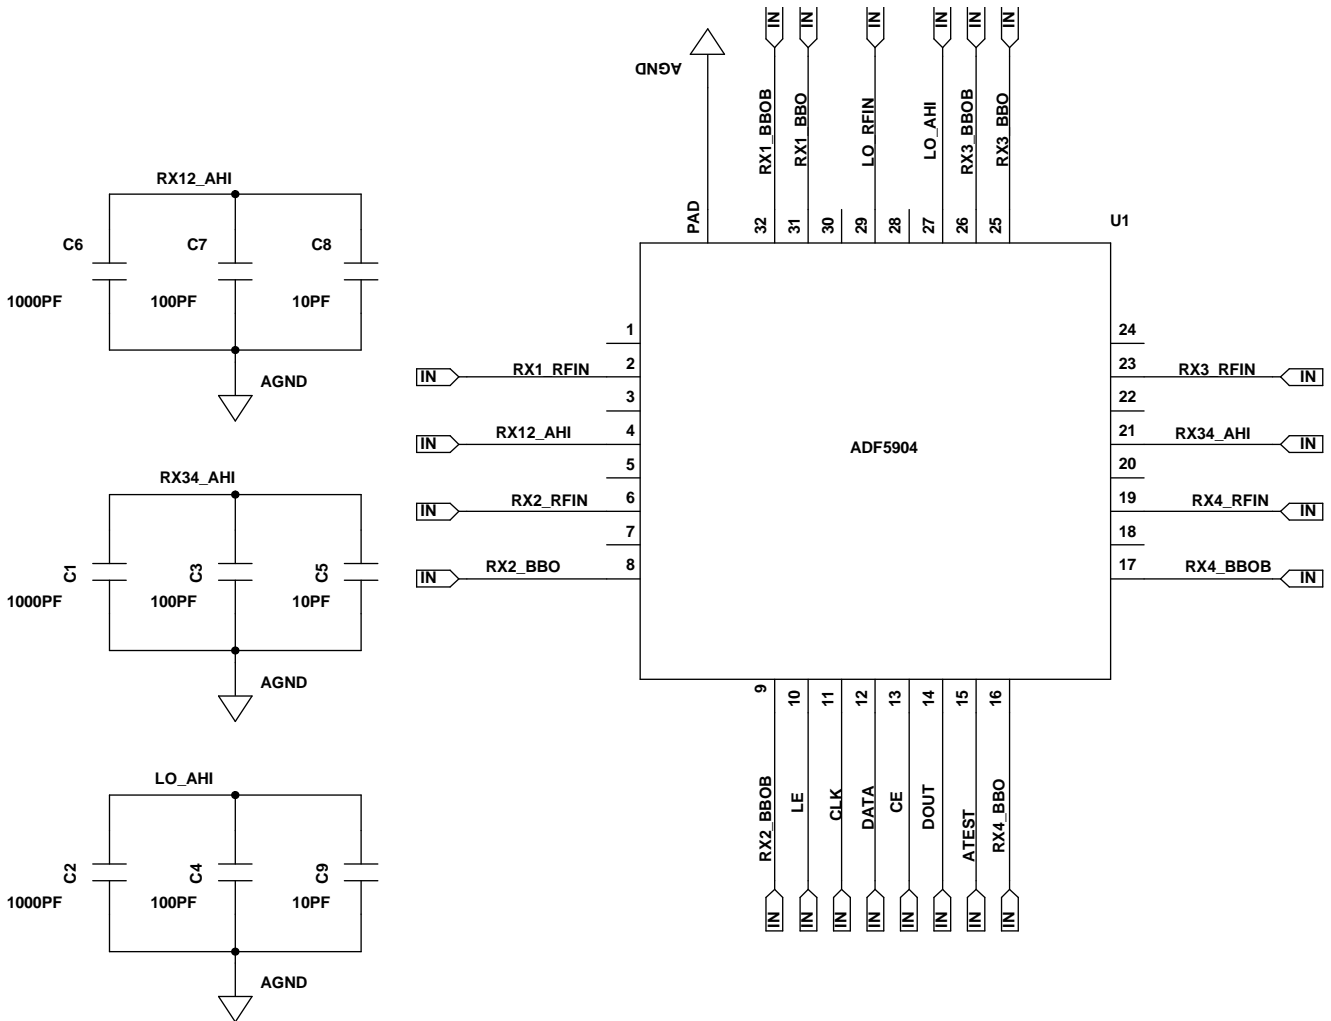 IN
IN
IN
IN
IN
IN
AGND
RX1_BBOB
RX1_BBO
LO_RFIN
LO_AHI
RX3_BBOB
RX3_BBO
PAD
32
31
30
29
28
27
26
25
U1
RX12_AHI
C6
C7
C8
1000PF
100PF
10PF
AGND
RX34_AHI
C1
C3
C5
1000PF
100PF
10PF
AGND
LO_AHI
C2
C4
C9
1000PF
100PF
10PF
AGND
1
IN RX1_RFIN 2
3
IN RX12_AHI 4
5
IN RX2_RFIN 6
7
IN RX2_BBO 8
ADF5904
24
23 RX3_RFIN IN
22
21 RX34_AHI IN
20
19 RX4_RFIN IN
18
17 RX4_BBOB IN
9
10
11
12
13
14
15
16
RX2_BBOB
LE
CLK
DATA
CE
DOUT
ATEST
RX4_BBO
IN
IN
IN
IN
IN
IN
IN
IN